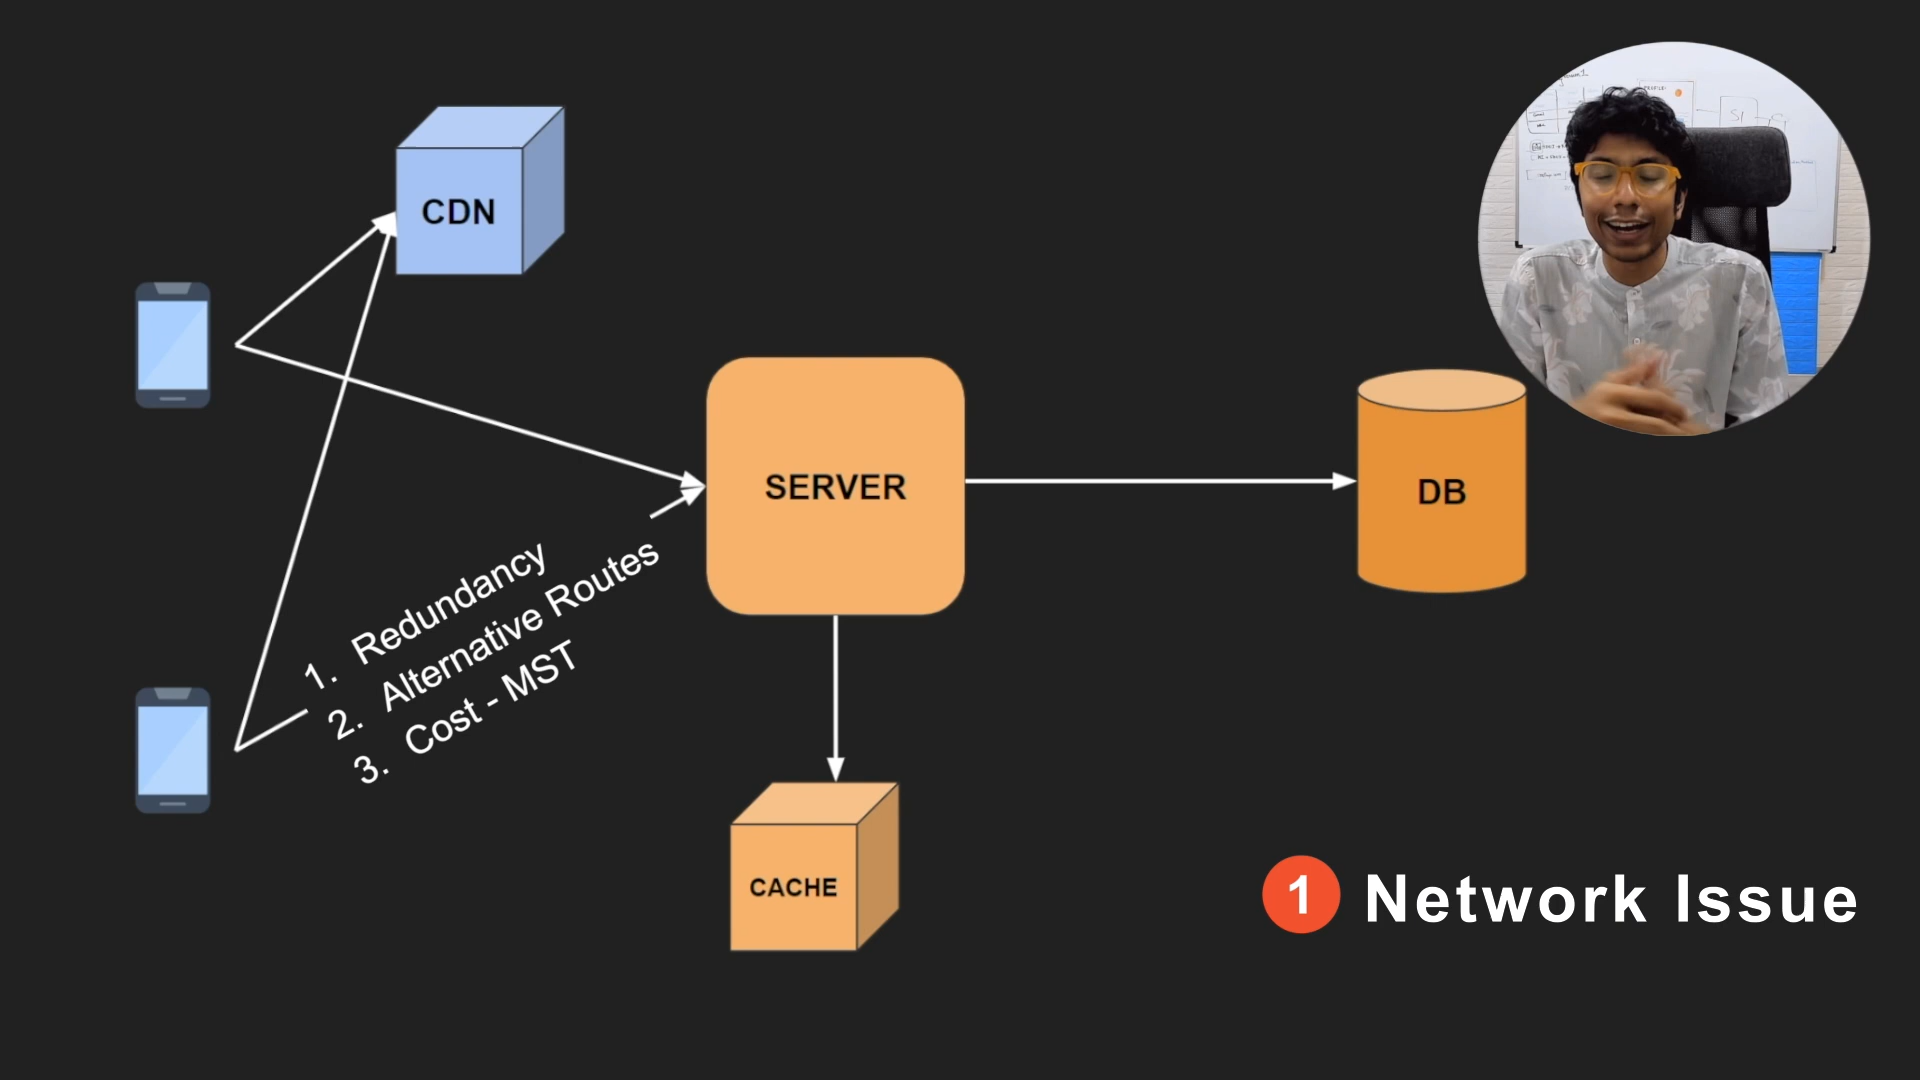 CDN
SERVER
DB
1. Redundancy
2. Alternative Routes
3. Cost - MST
CACHE
1 Network Issue